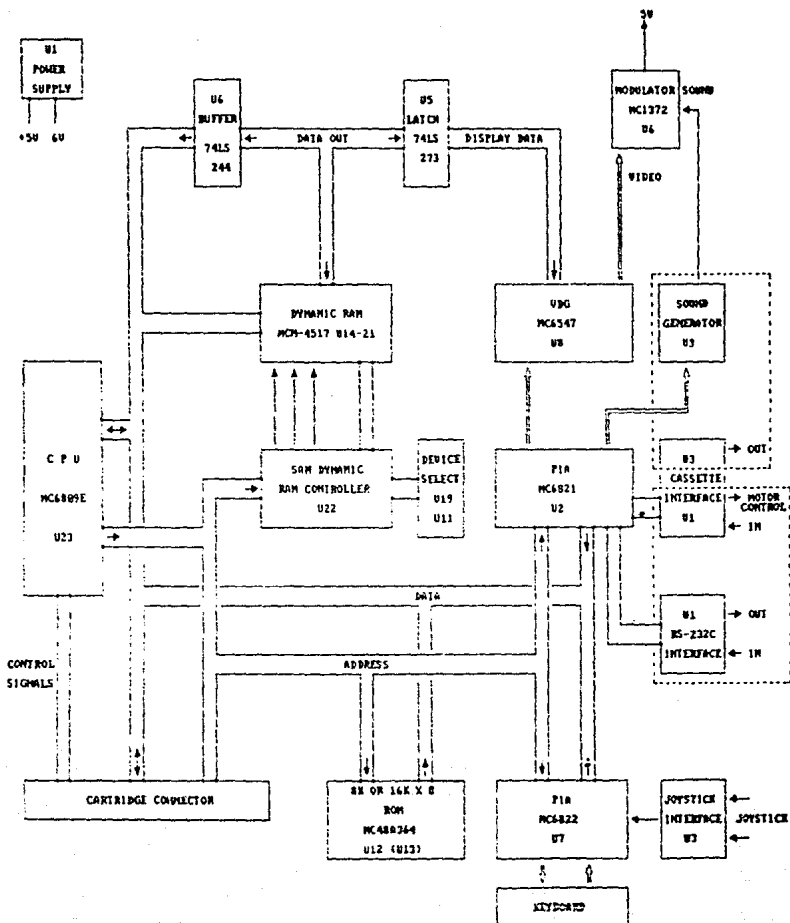 5V
U1
POWER
SUPPLY
+5V 6V
U6
BUFFER
74LS
244
DATA OUT
U5
LATCH
74LS
273
DISPLAY DATA
MODULATOR SOUND
MC1372
U6
VIDEO
DYNAMIC RAM
MCM-4517 U14-21
VDG
MC6547
U8
SOUND
GENERATOR
U3
C P U
MC6809E
U23
SAM DYNAMIC
RAM CONTROLLER
U22
DEVICE
SELECT
U19
U11
PIA
MC6821
U2
U3
OUT
CASSETTE
INTERFACE
U1
MOTOR
CONTROL
IN
DATA
U1
RS-232C
INTERFACE
OUT
IN
ADDRESS
CONTROL
SIGNALS
CARTRIDGE CONNECTOR
8K OR 16K X 8
ROM
MC48A364
U12 (U13)
PIA
MC6822
U7
JOYSTICK
INTERFACE
U3
JOYSTICK
KEYBOARD